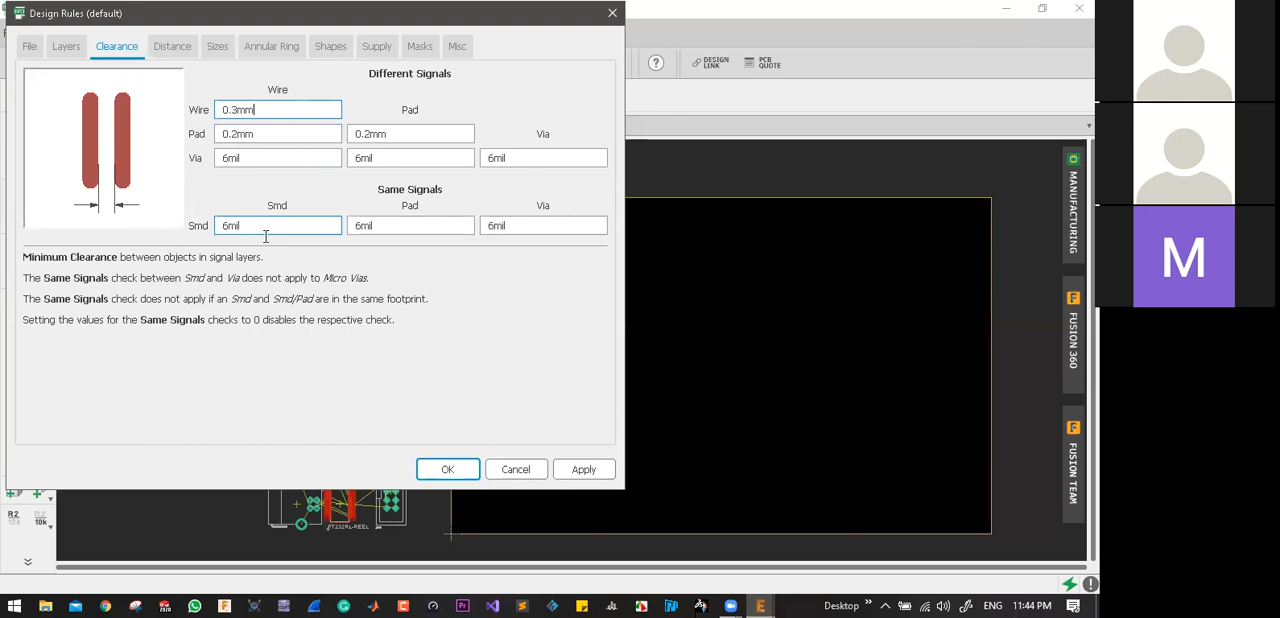 Design Rules (default)
File Layers Clearance Distance Sizes Annular Ring Shapes Supply Masks Misc
Different Signals
Wire
Wire 0.3mm Pad
Pad 0.2mm 0.2mm Via
Via 6mil 6mil 6mil
Same Signals
Smd Pad Via
Smd 6mil 6mil 6mil
Minimum Clearance between objects in signal layers.
The Same Signals check between Smd and Via does not apply to Micro Vias.
The Same Signals check does not apply if an Smd and Smd/Pad are in the same footprint.
Setting the values for the Same Signals checks to 0 disables the respective check.
OK Cancel Apply
DESIGN
LINK
PCB
QUOTE
MANUFACTURING
FUSION 360
FUSION TEAM
M
R2
10k
R2
10k
Desktop
ENG 11:44 PM